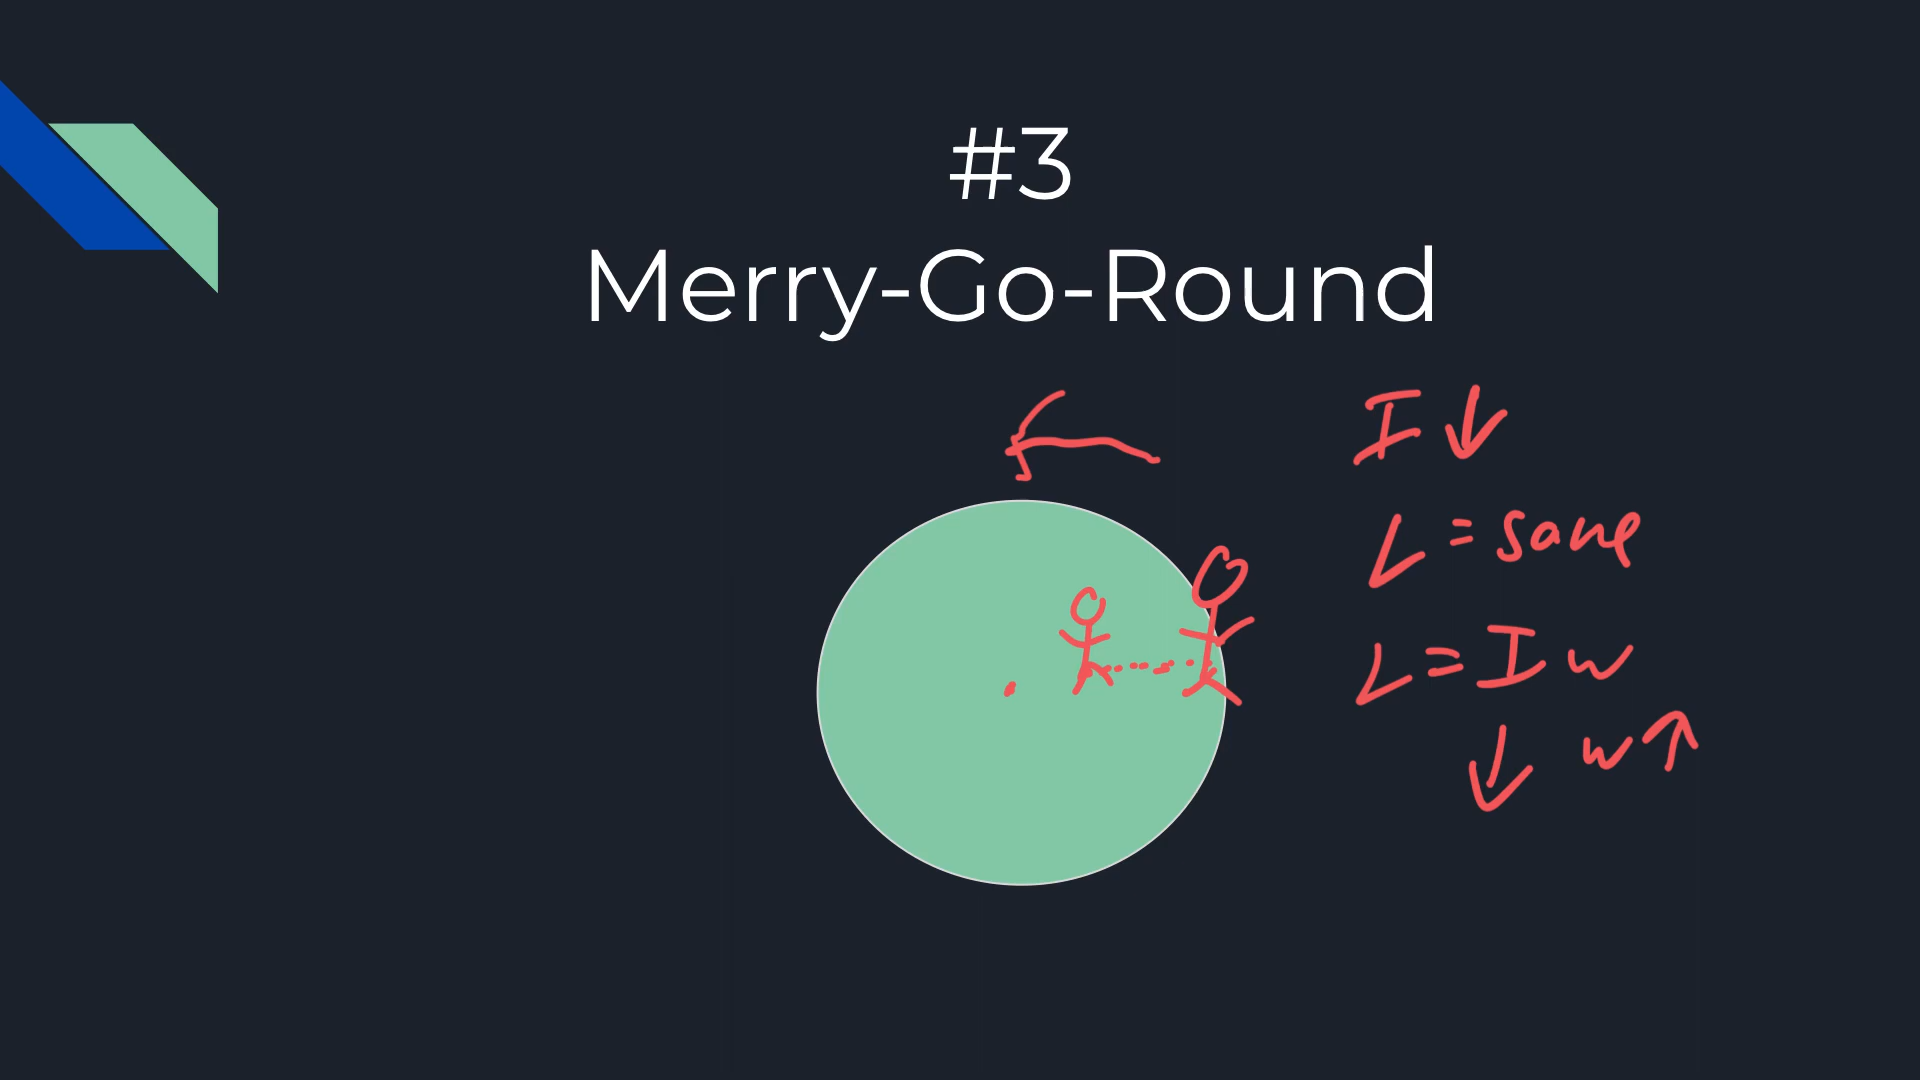 #3
Merry-Go-Round
I ↓
L = same
L = I w
↓ w ↑